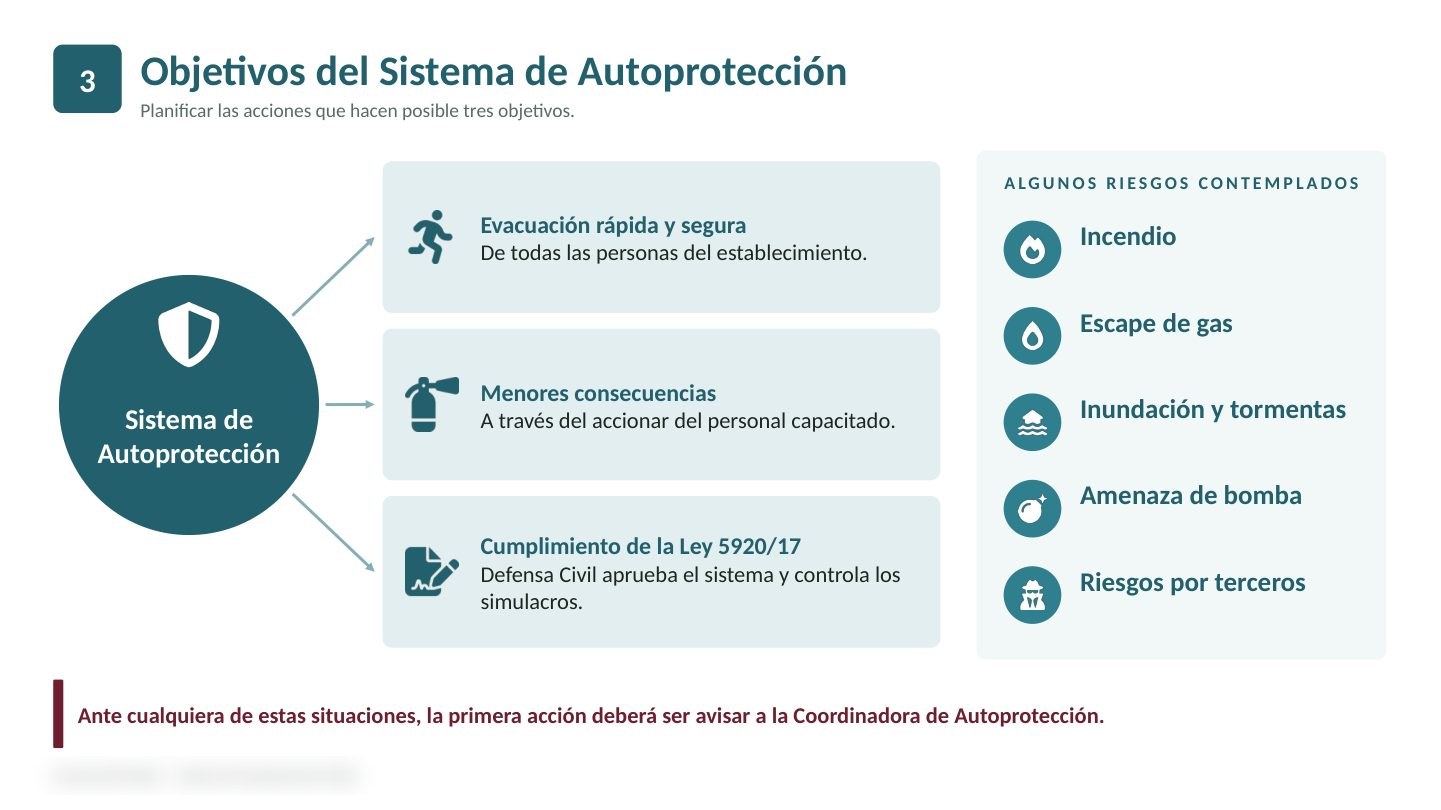 3
Objetivos del Sistema de Autoprotección
Planificar las acciones que hacen posible tres objetivos.
Sistema de
Autoprotección
Evacuación rápida y segura
De todas las personas del establecimiento.
Menores consecuencias
A través del accionar del personal capacitado.
Cumplimiento de la Ley 5920/17
Defensa Civil aprueba el sistema y controla los
simulacros.
ALGUNOS RIESGOS CONTEMPLADOS
Incendio
Escape de gas
Inundación y tormentas
Amenaza de bomba
Riesgos por terceros
Ante cualquiera de estas situaciones, la primera acción deberá ser avisar a la Coordinadora de Autoprotección.